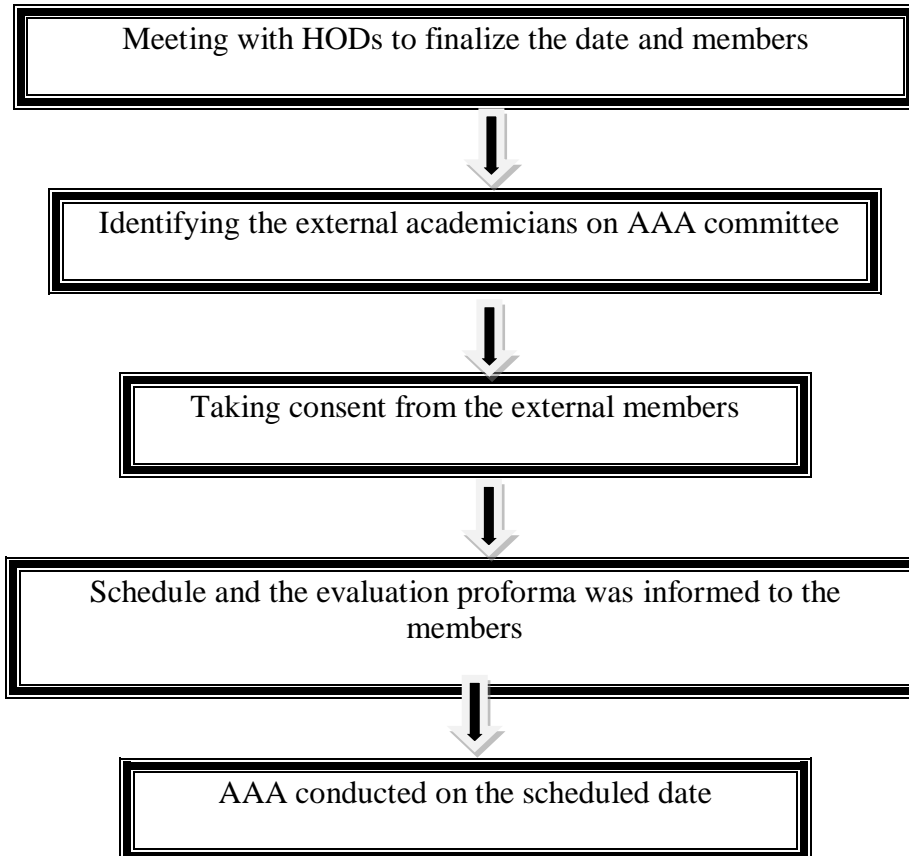 Meeting with HODs to finalize the date and members
Identifying the external academicians on AAA committee
Taking consent from the external members
Schedule and the evaluation proforma was informed to the
members
AAA conducted on the scheduled date